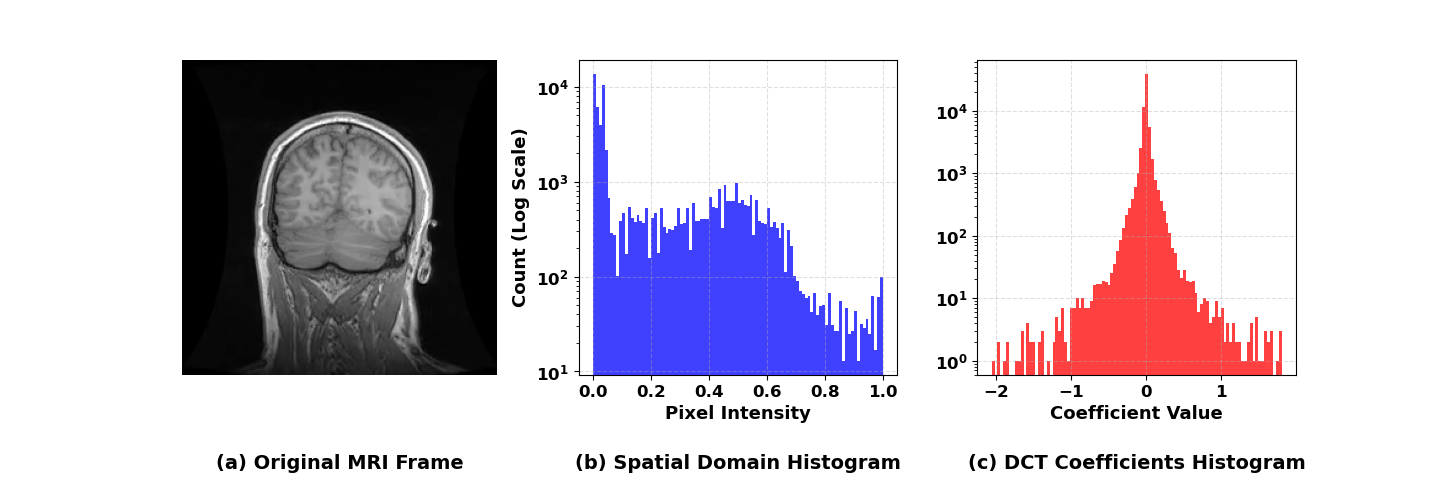 10⁴
10³
10²
10¹
Count (Log Scale)
0.0 0.2 0.4 0.6 0.8 1.0
Pixel Intensity
10⁴
10³
10²
10¹
10⁰
−2 −1 0 1
Coefficient Value
(a) Original MRI Frame
(b) Spatial Domain Histogram
(c) DCT Coefficients Histogram